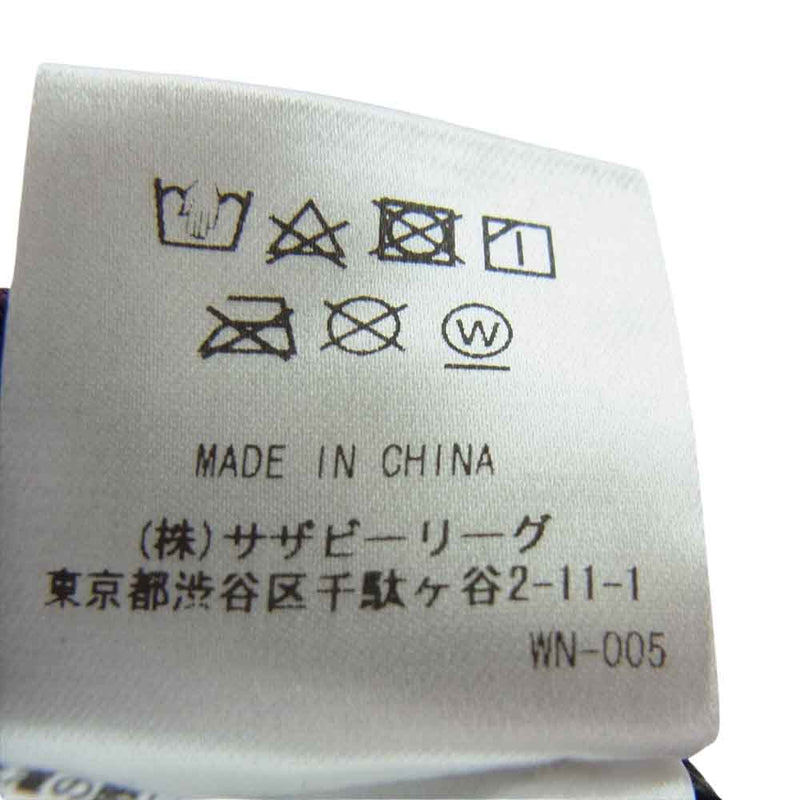 W
MADE IN CHINA
(株)サザビーリーグ
東京都渋谷区千駄ヶ谷2-11-1
WN-005